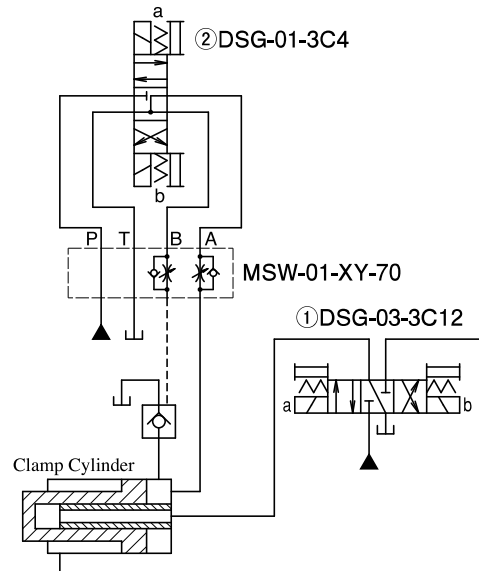 a
②DSG-01-3C4
b
P T B A
MSW-01-XY-70
①DSG-03-3C12
a b
Clamp Cylinder